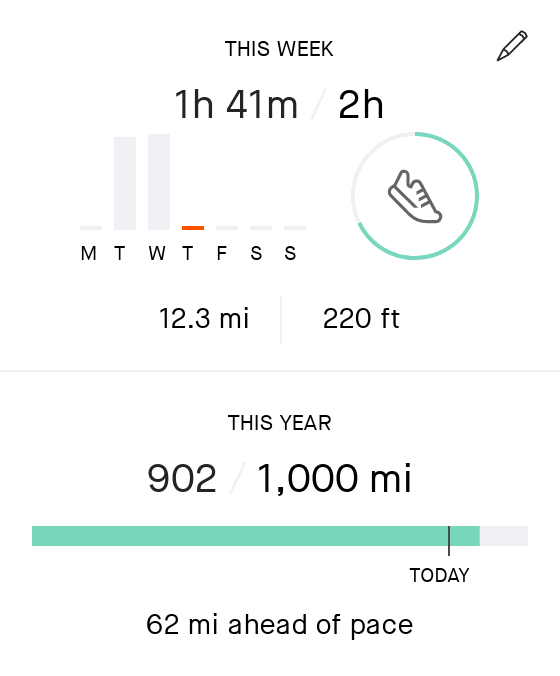 THIS WEEK
1h 41m / 2h
M T W T F S S
12.3 mi 220 ft
THIS YEAR
902 / 1,000 mi
TODAY
62 mi ahead of pace